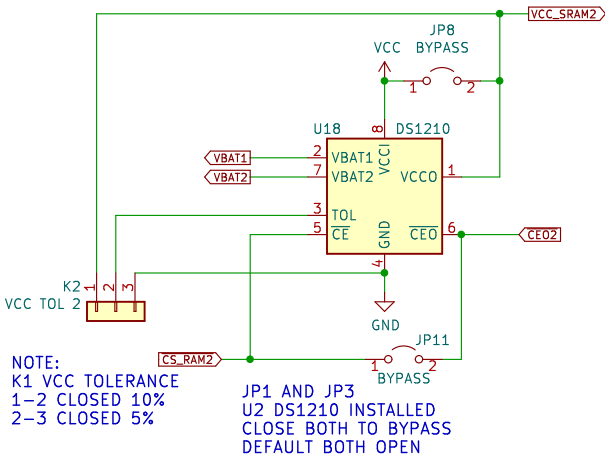 VCC_SRAM2
JP8
VCC BYPASS
1 2
U18 DS1210
8
VCCI
VBAT1 2 VBAT1
VBAT2 7 VBAT2
VCCO 1
3 TOL
5 CE
GND
CEO 6 CEO2
4
K2 1 2 3
VCC TOL 2
GND
JP11
CS_RAM2 1 2
BYPASS
NOTE:
K1 VCC TOLERANCE
1-2 CLOSED 10%
2-3 CLOSED 5%
JP1 AND JP3
U2 DS1210 INSTALLED
CLOSE BOTH TO BYPASS
DEFAULT BOTH OPEN